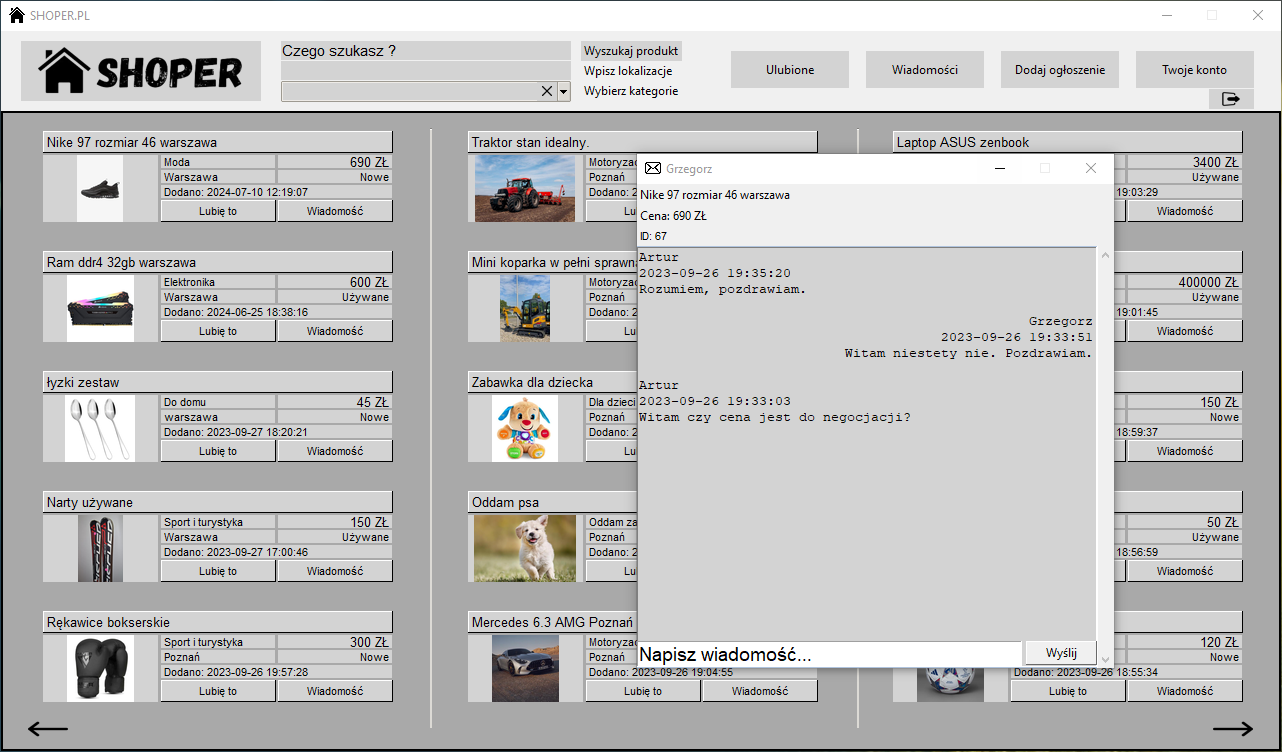 SHOPER.PL
SHOPER
Czego szukasz ?
Wyszukaj produkt
Wpisz lokalizacje
Wybierz kategorie
Ulubione
Wiadomości
Dodaj ogłoszenie
Twoje konto
Nike 97 rozmiar 46 warszawa
Moda 690 ZŁ
Warszawa Nowe
Dodano: 2024-07-10 12:19:07
Lubię to Wiadomość
Ram ddr4 32gb warszawa
Elektronika 600 ZŁ
Warszawa Używane
Dodano: 2024-06-25 18:38:16
Lubię to Wiadomość
łyzki zestaw
Do domu 45 ZŁ
warszawa Nowe
Dodano: 2023-09-27 18:20:21
Lubię to Wiadomość
Narty używane
Sport i turystyka 150 ZŁ
Warszawa Używane
Dodano: 2023-09-27 17:00:46
Lubię to Wiadomość
Rękawice bokserskie
Sport i turystyka 300 ZŁ
Poznań Nowe
Dodano: 2023-09-26 19:57:28
Lubię to Wiadomość
Traktor stan idealny.
Motoryzac
Poznań
Dodano: 2
Lu
Mini koparka w pełni sprawn
Motoryzac
Poznań
Dodano: 2
Lu
Zabawka dla dziecka
Dla dzieci
Poznań
Dodano: 2
Lu
Oddam psa
Oddam za
Poznań
Dodano: 2
Lu
Mercedes 6.3 AMG Poznań
Motoryzac
Poznań
Dodano: 2023-09-26 19:04:55
Lubię to Wiadomość
Grzegorz
Nike 97 rozmiar 46 warszawa
Cena: 690 ZŁ
ID: 67
Artur
2023-09-26 19:35:20
Rozumiem, pozdrawiam.
Grzegorz
2023-09-26 19:33:51
Witam niestety nie. Pozdrawiam.
Artur
2023-09-26 19:33:03
Witam czy cena jest do negocjacji?
Napisz wiadomość...
Wyślij
Laptop ASUS zenbook
3400 ZŁ
Używane
19:03:29
Wiadomość
400000 ZŁ
Używane
19:01:45
Wiadomość
150 ZŁ
Nowe
18:59:37
Wiadomość
50 ZŁ
Używane
18:56:59
Wiadomość
120 ZŁ
Nowe
Dodano: 2023-09-26 18:55:34
Lubię to Wiadomość